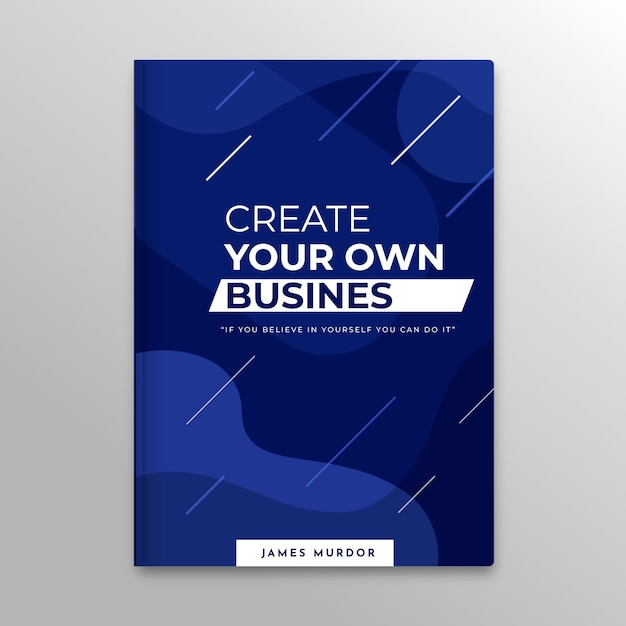 CREATE
YOUR OWN
BUSINES
"IF YOU BELIEVE IN YOURSELF YOU CAN DO IT"
JAMES MURDOR